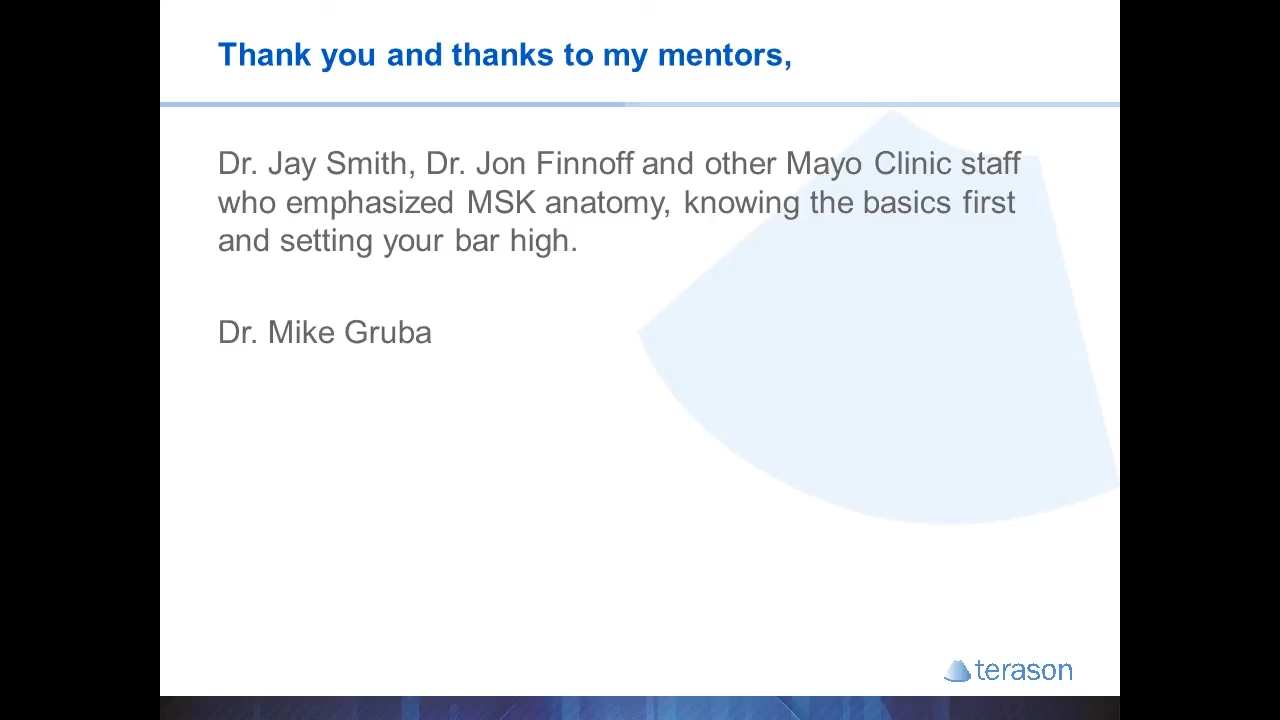 Thank you and thanks to my mentors,
Dr. Jay Smith, Dr. Jon Finnoff and other Mayo Clinic staff
who emphasized MSK anatomy, knowing the basics first
and setting your bar high.
Dr. Mike Gruba
terason